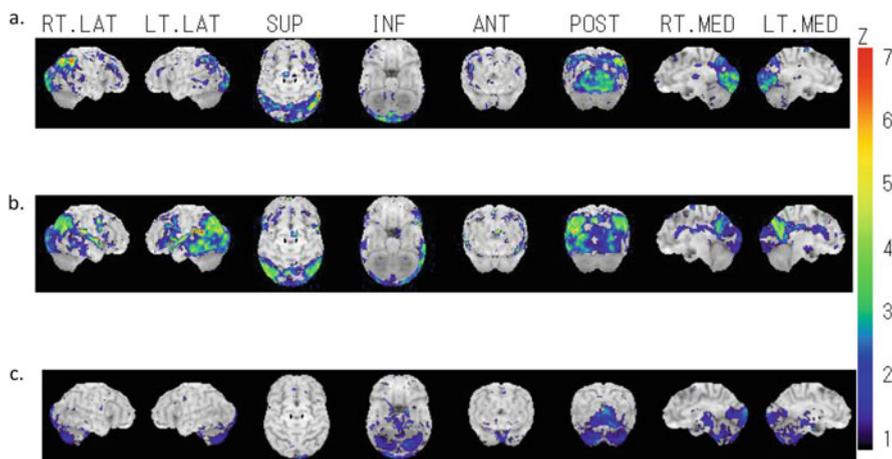 a.
RT.LAT LT.LAT SUP INF ANT POST RT.MED LT.MED
Z
7
6
5
b.
4
3
2
c.
1